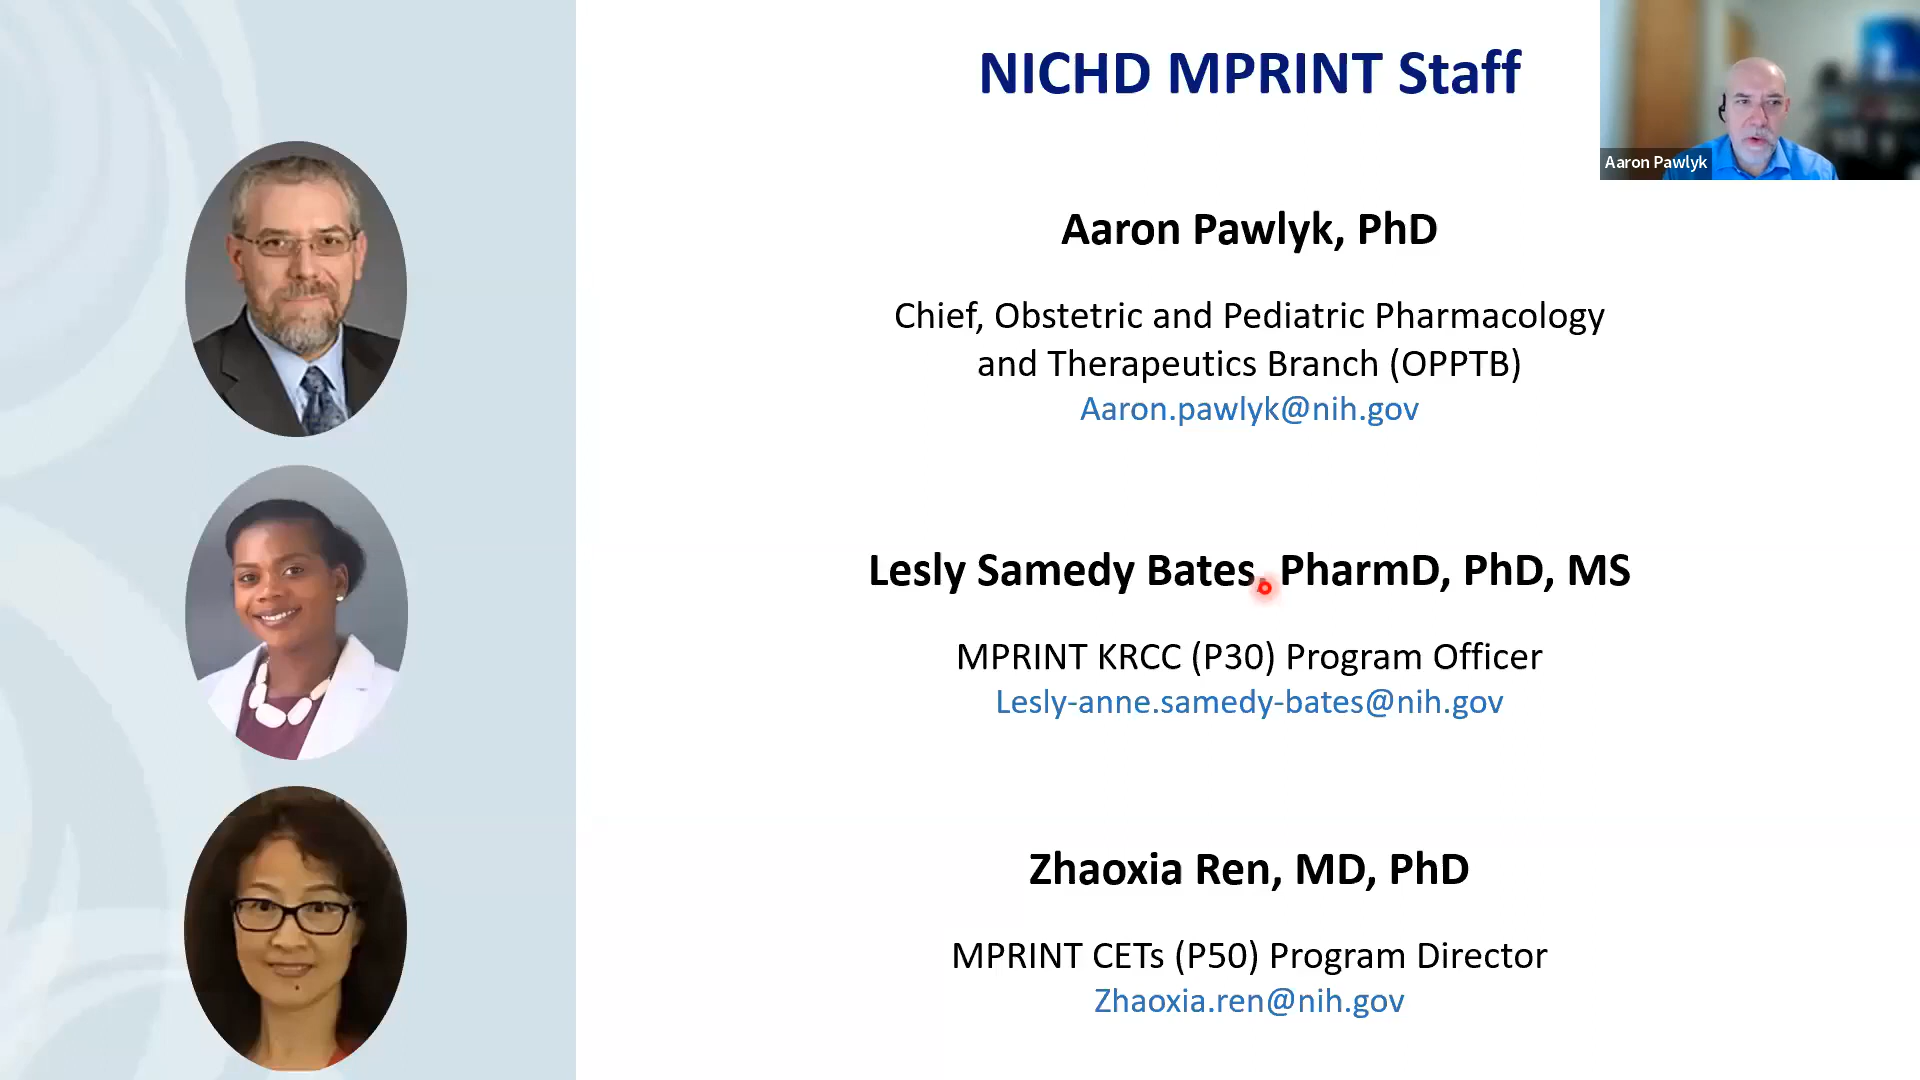 NICHD MPRINT Staff
Aaron Pawlyk
Aaron Pawlyk, PhD
Chief, Obstetric and Pediatric Pharmacology
and Therapeutics Branch (OPPTB)
Aaron.pawlyk@nih.gov
Lesly Samedy Bates, PharmD, PhD, MS
MPRINT KRCC (P30) Program Officer
Lesly-anne.samedy-bates@nih.gov
Zhaoxia Ren, MD, PhD
MPRINT CETs (P50) Program Director
Zhaoxia.ren@nih.gov